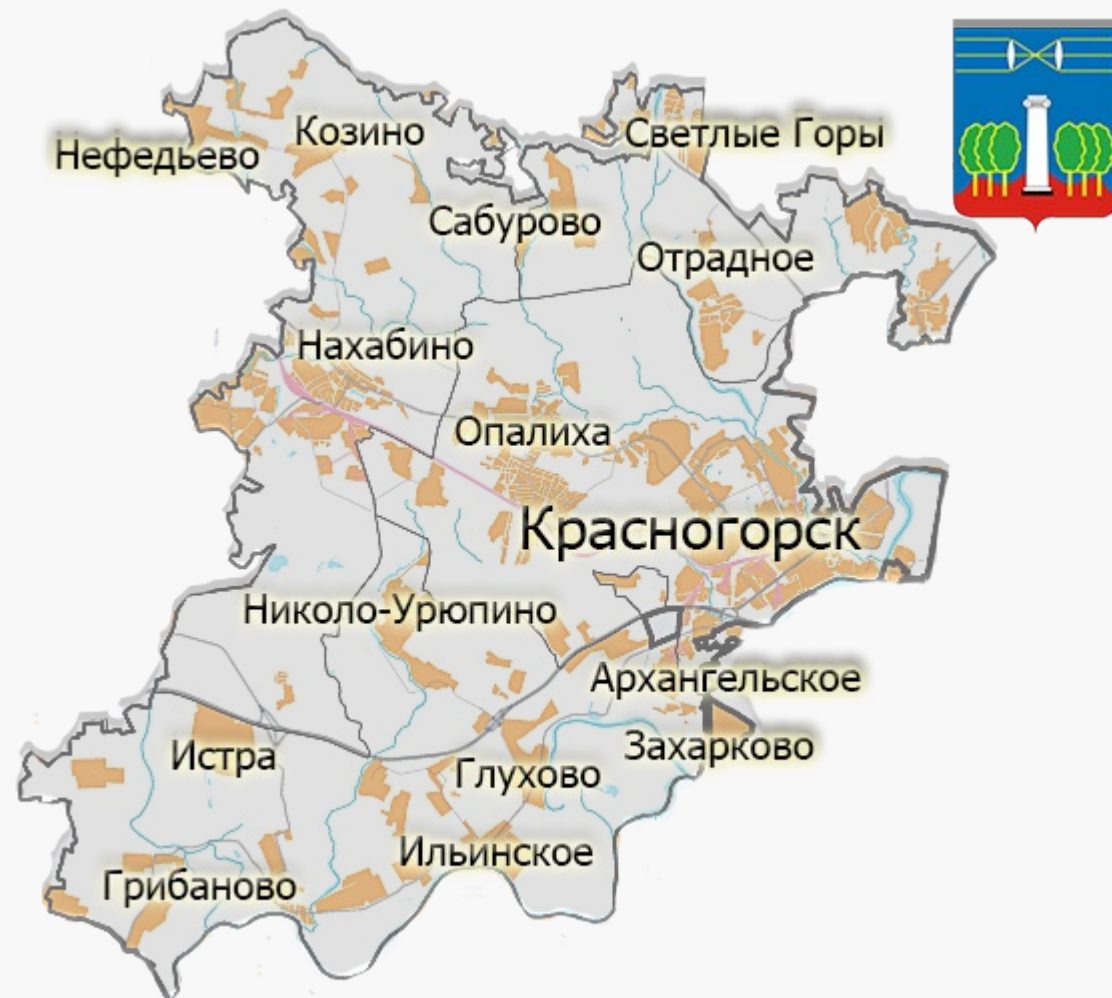 Козино
Светлые Горы
Нефедьево
Сабурово
Отрадное
Нахабино
Опалиха
Красногорск
Николо-Урюпино
Архангельское
Истра
Глухово
Захарково
Ильинское
Грибаново